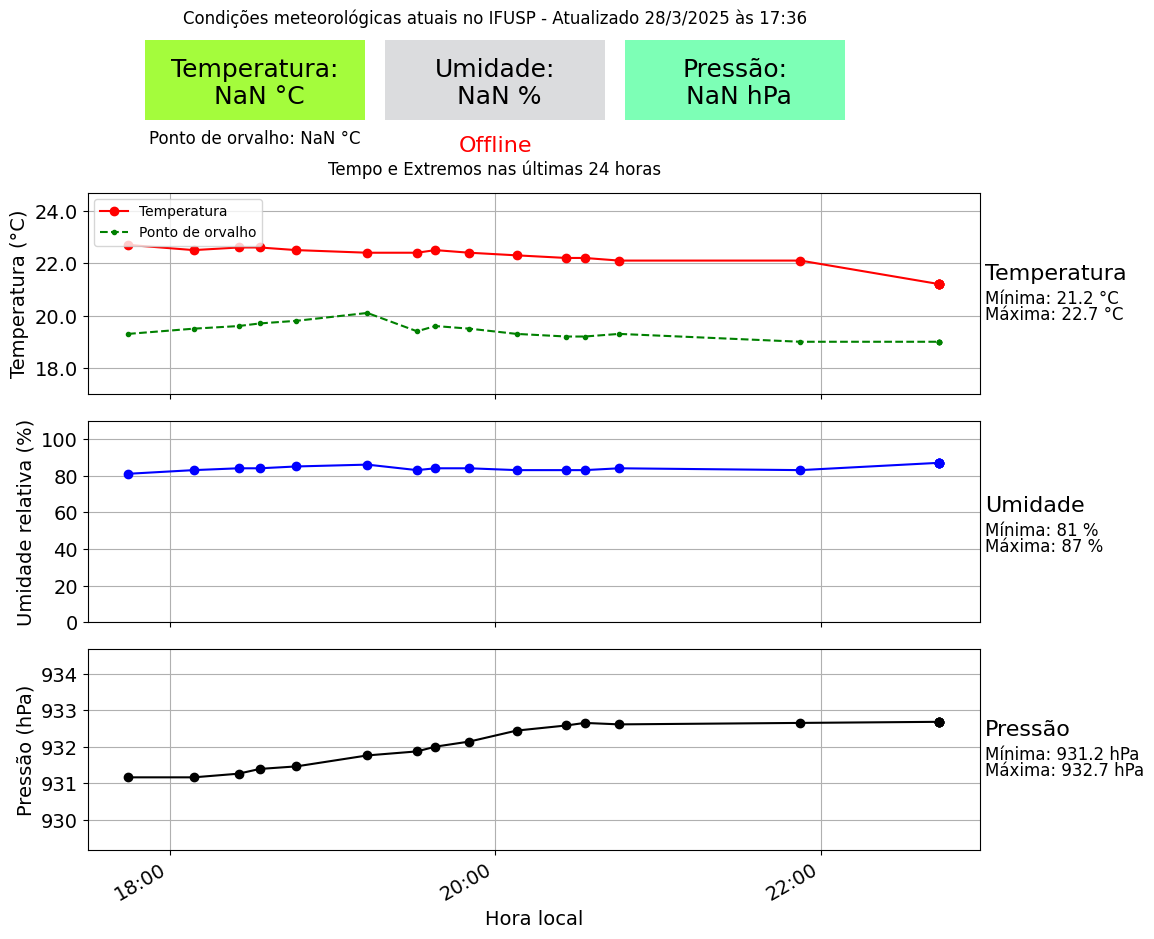 Condições meteorológicas atuais no IFUSP - Atualizado 28/3/2025 às 17:36
Temperatura:
NaN °C
Umidade:
NaN %
Pressão:
NaN hPa
Ponto de orvalho: NaN °C
Offline
Tempo e Extremos nas últimas 24 horas
Temperatura (°C)
24.0
22.0
20.0
18.0
Temperatura
Ponto de orvalho
Temperatura
Mínima: 21.2 °C
Máxima: 22.7 °C
Umidade relativa (%)
100
80
60
40
20
0
Umidade
Mínima: 81 %
Máxima: 87 %
Pressão (hPa)
934
933
932
931
930
Pressão
Mínima: 931.2 hPa
Máxima: 932.7 hPa
18:00
20:00
22:00
Hora local